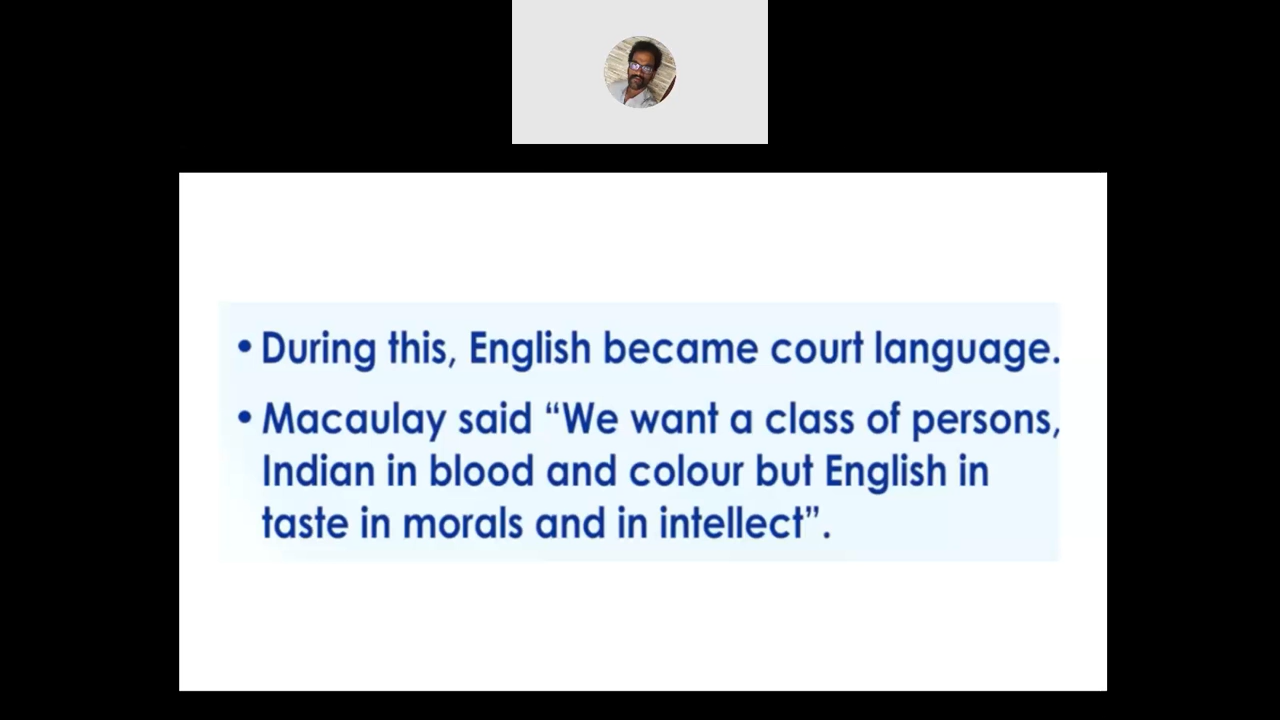 • During this, English became court language.
• Macaulay said “We want a class of persons,
Indian in blood and colour but English in
taste in morals and in intellect”.